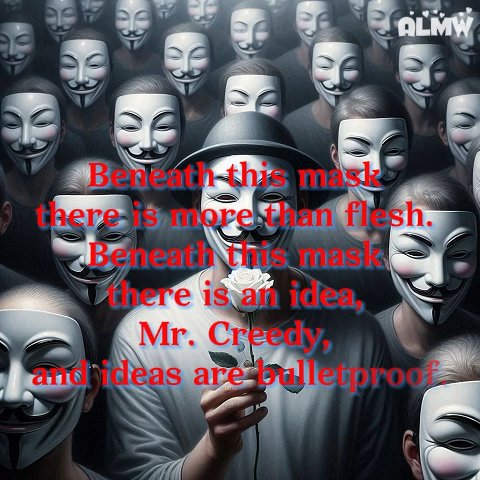 ALMW
Beneath this mask
there is more than flesh.
Beneath this mask
there is an idea,
Mr. Creedy,
and ideas are bulletproof.